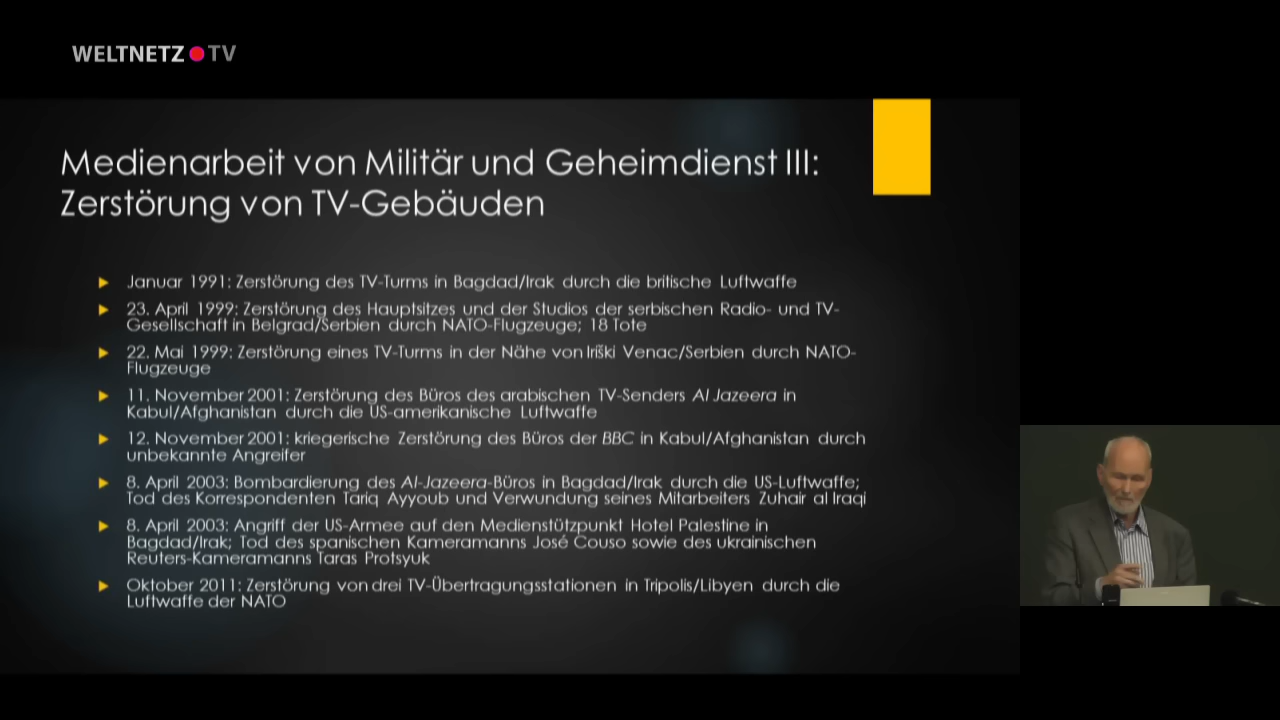 WELTNETZ TV
Medienarbeit von Militär und Geheimdienst III:
Zerstörung von TV-Gebäuden
Januar 1991: Zerstörung des TV-Turms in Bagdad/Irak durch die britische Luftwaffe
23. April 1999: Zerstörung des Hauptsitzes und der Studios der serbischen Radio- und TV-
Gesellschaft in Belgrad/Serbien durch NATO-Flugzeuge; 18 Tote
22. Mai 1999: Zerstörung eines TV-Turms in der Nähe von Iriški Venac/Serbien durch NATO-
Flugzeuge
11. November 2001: Zerstörung des Büros des arabischen TV-Senders Al Jazeera in
Kabul/Afghanistan durch die US-amerikanische Luftwaffe
12. November 2001: kriegerische Zerstörung des Büros der BBC in Kabul/Afghanistan durch
unbekannte Angreifer
8. April 2003: Bombardierung des Al-Jazeera-Büros in Bagdad/Irak durch die US-Luftwaffe;
Tod des Korrespondenten Tariq Ayyoub und Verwundung seines Mitarbeiters Zuhair al Iraqi
8. April 2003: Angriff der US-Armee auf den Medienstützpunkt Hotel Palestine in
Bagdad/Irak; Tod des spanischen Kameramanns José Couso sowie des ukrainischen
Reuters-Kameramanns Taras Protsyuk
Oktober 2011: Zerstörung von drei TV-Übertragungsstationen in Tripolis/Libyen durch die
Luftwaffe der NATO